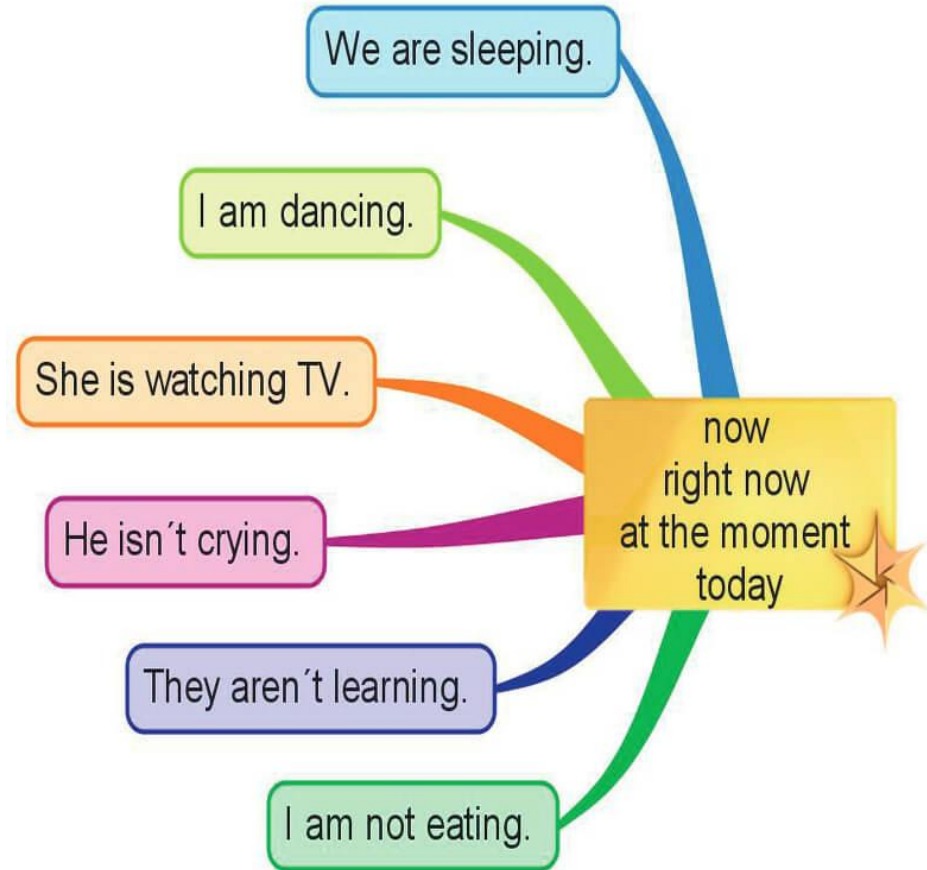 We are sleeping.
I am dancing.
She is watching TV.
He isn´t crying.
They aren´t learning.
I am not eating.
now
right now
at the moment
today